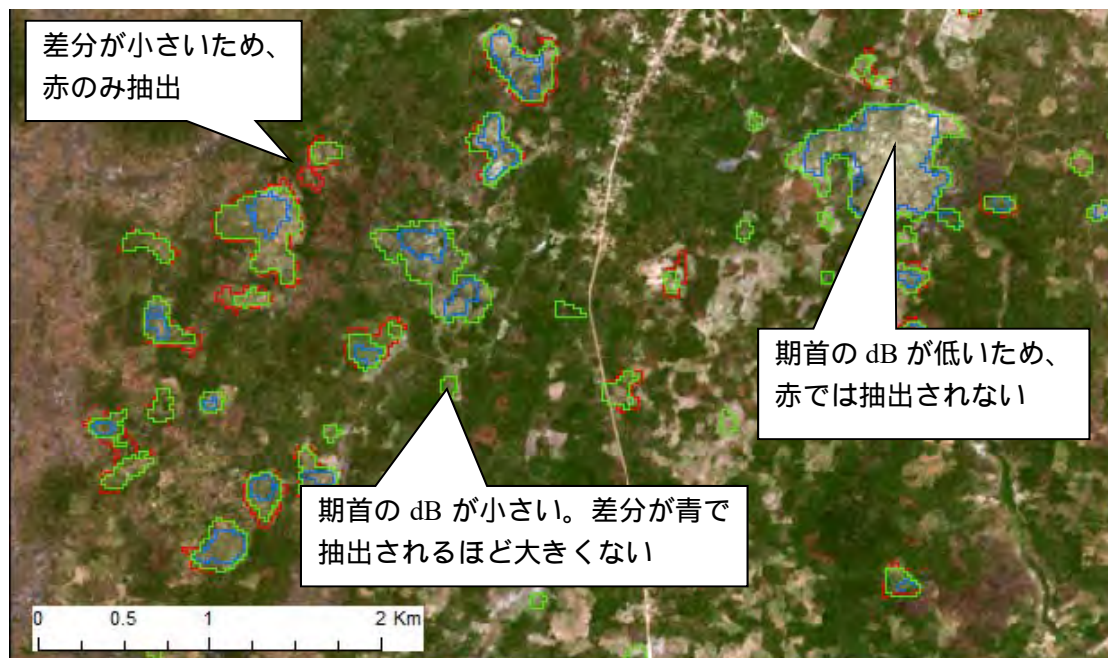 差分が小さいため、
赤のみ抽出
期首の dB が低いため、
赤では抽出されない
期首の dB が小さい。差分が青で
抽出されるほど大きくない
0 0.5 1 2 Km